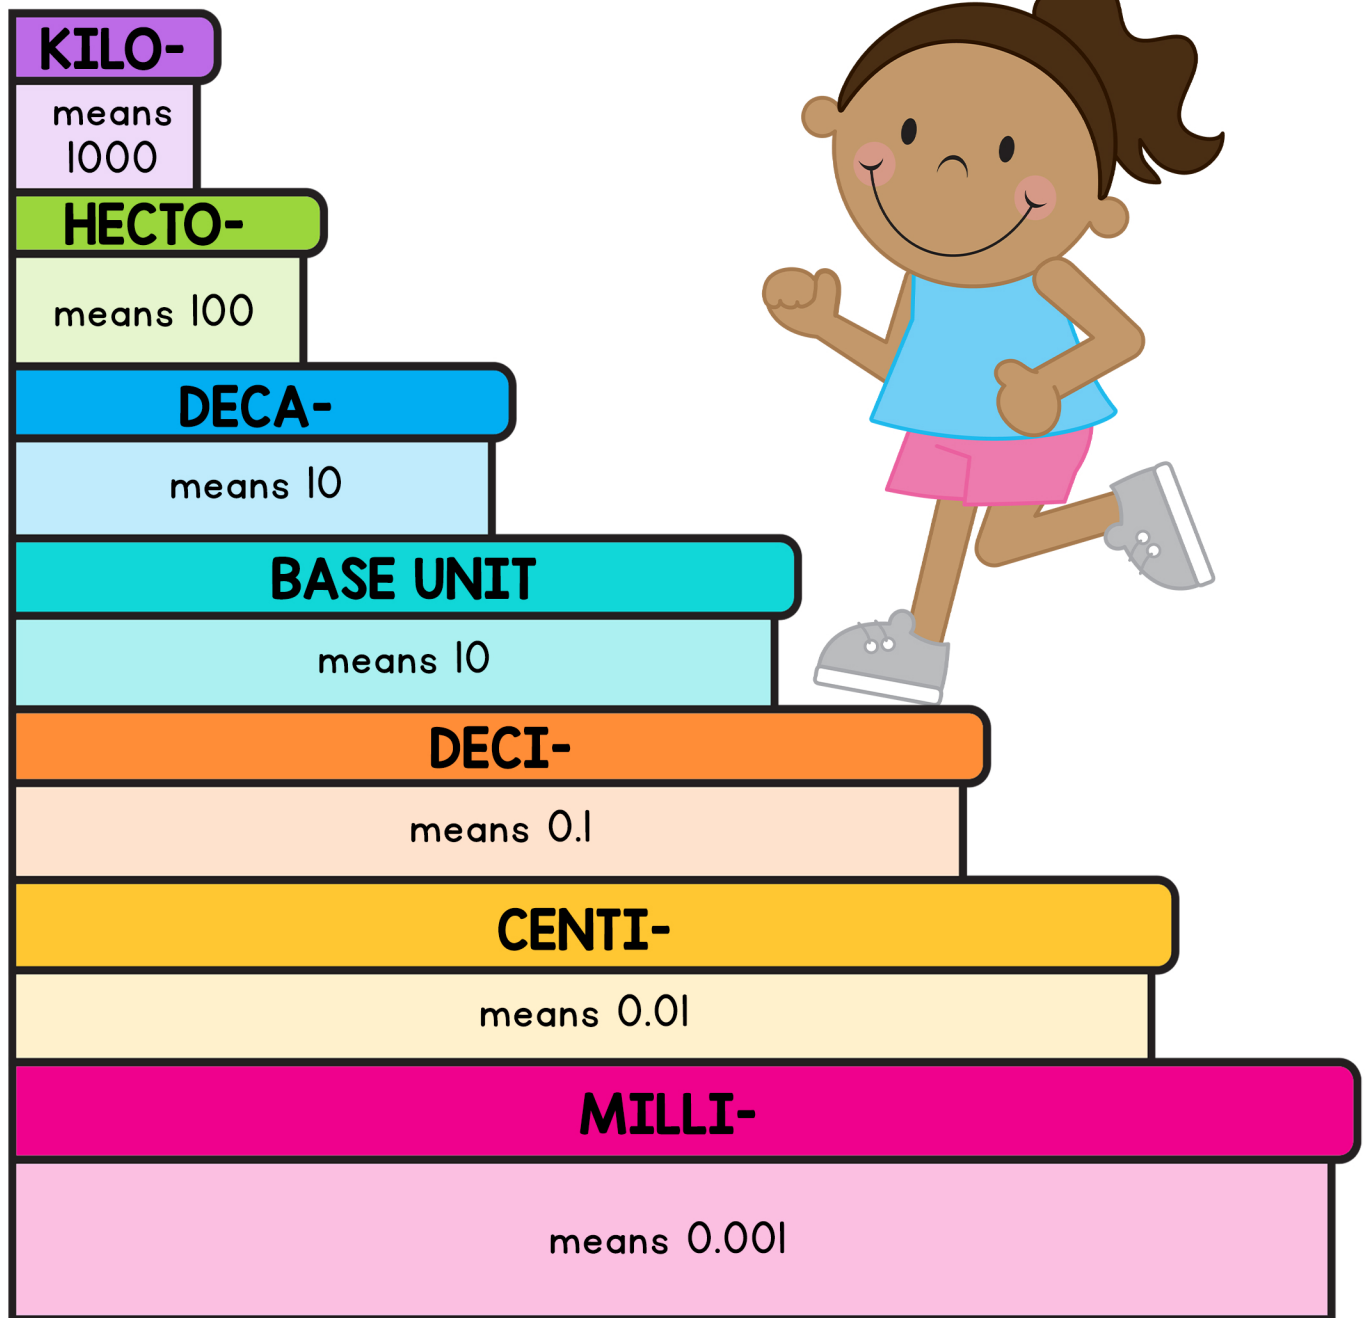 KILO-
means
1000
HECTO-
means 100
DECA-
means 10
BASE UNIT
means 10
DECI-
means 0.1
CENTI-
means 0.01
MILLI-
means 0.001